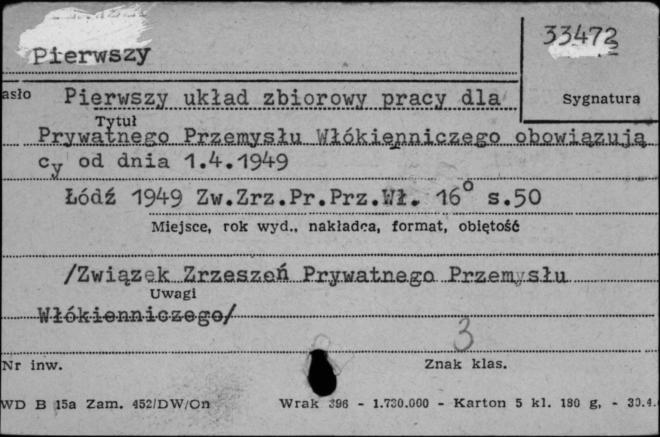 33472
Pierwszy
asło Pierwszy układ zbiorowy pracy dla
Sygnatura
Tytuł
Prywatnego Przemysłu Włókienniczego obowiązują
cy od dnia 1.4.1949
Łódź 1949 Zw.Zrz.Pr.Prz.Wł. 16° s.50
Miejsce, rok wyd., nakładca, format, objętość
/Związek Zrzeszeń Prywatnego Przemysłu
Uwagi
Włókienniczego/
3
Nr inw. Znak klas.
WD B 15a Zam. 452/DW/On Wrak 396 - 1.730.000 - Karton 5 kl. 180 g, - 30.4.